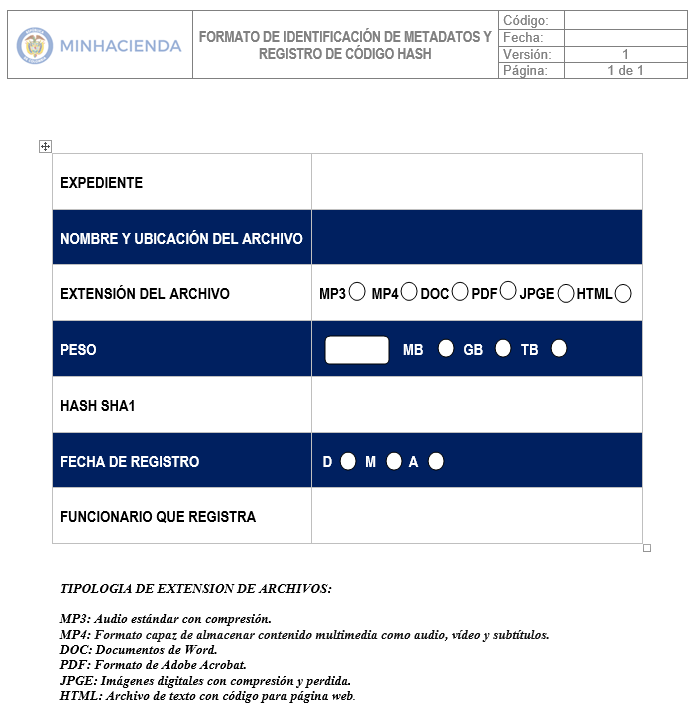 MINHACIENDA
FORMATO DE IDENTIFICACIÓN DE METADATOS Y
REGISTRO DE CÓDIGO HASH
Código:
Fecha:
Versión: 1
Página: 1 de 1
EXPEDIENTE
NOMBRE Y UBICACIÓN DEL ARCHIVO
EXTENSIÓN DEL ARCHIVO MP3 MP4 DOC PDF JPGE HTML
PESO MB GB TB
HASH SHA1
FECHA DE REGISTRO D M A
FUNCIONARIO QUE REGISTRA
TIPOLOGIA DE EXTENSION DE ARCHIVOS:
MP3: Audio estándar con compresión.
MP4: Formato capaz de almacenar contenido multimedia como audio, vídeo y subtítulos.
DOC: Documentos de Word.
PDF: Formato de Adobe Acrobat.
JPGE: Imágenes digitales con compresión y perdida.
HTML: Archivo de texto con código para página web.